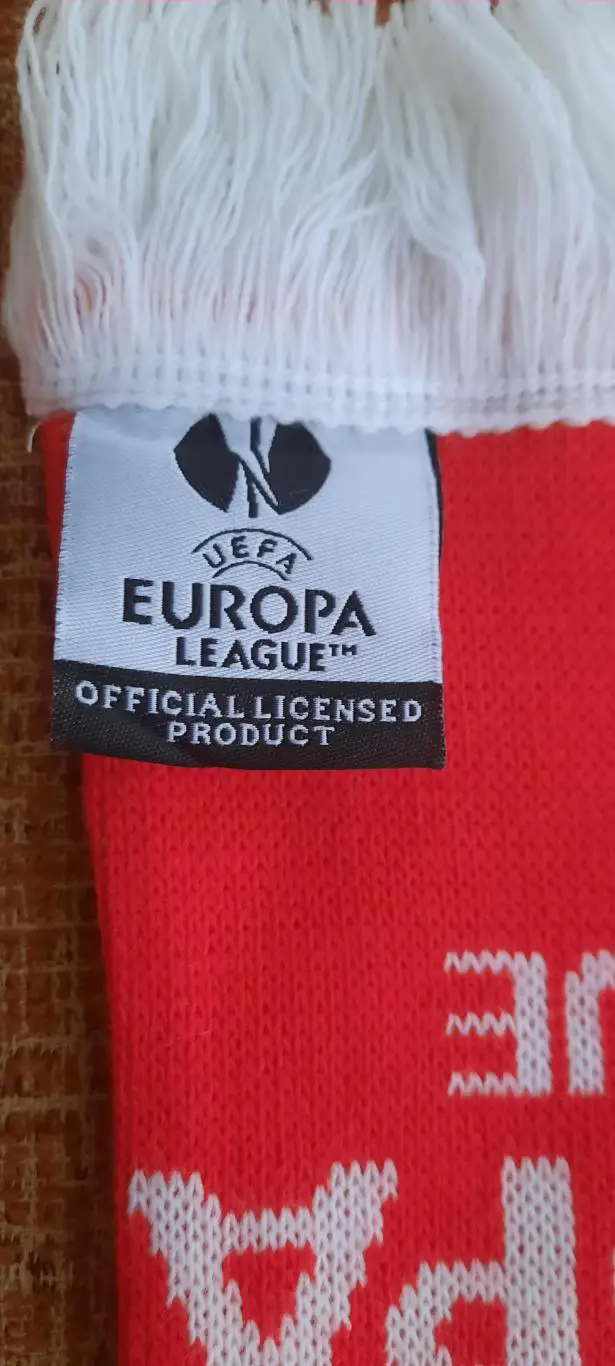 UEFA
EUROPA
LEAGUE™
OFFICIAL LICENSED
PRODUCT